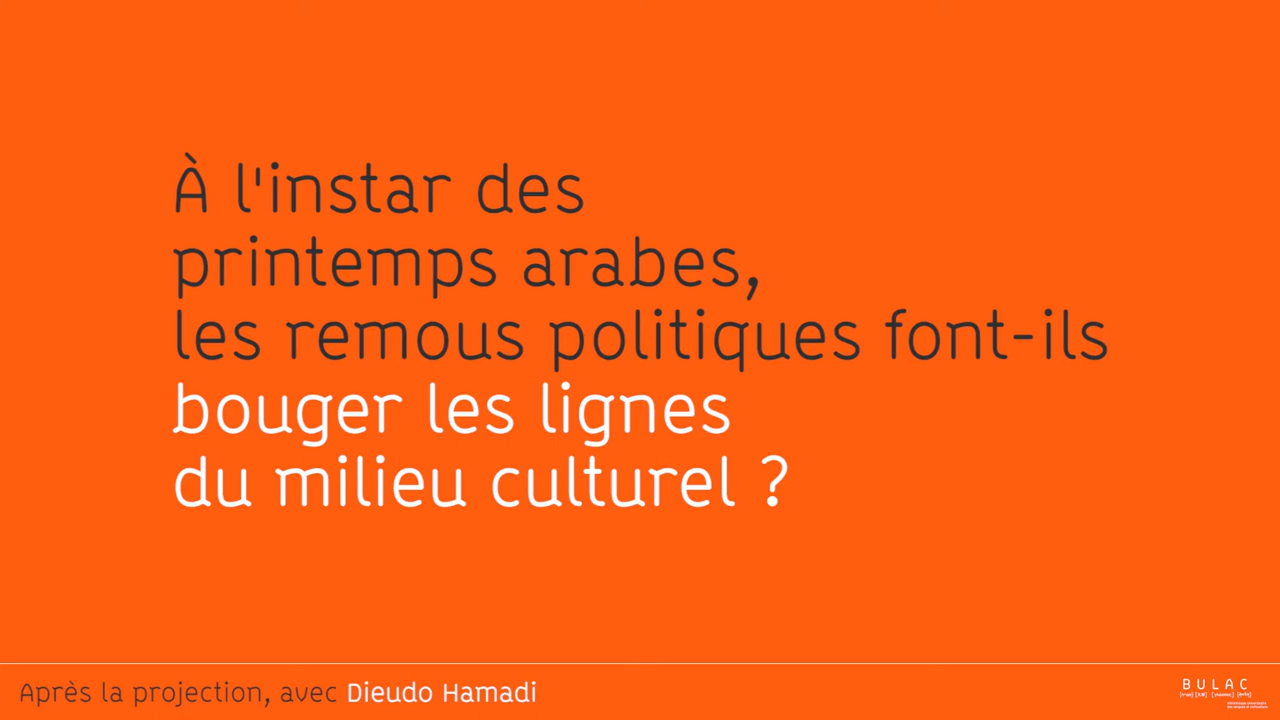 À l'instar des
printemps arabes,
les remous politiques font-ils
bouger les lignes
du milieu culturel ?
Après la projection, avec Dieudo Hamadi
BULAC